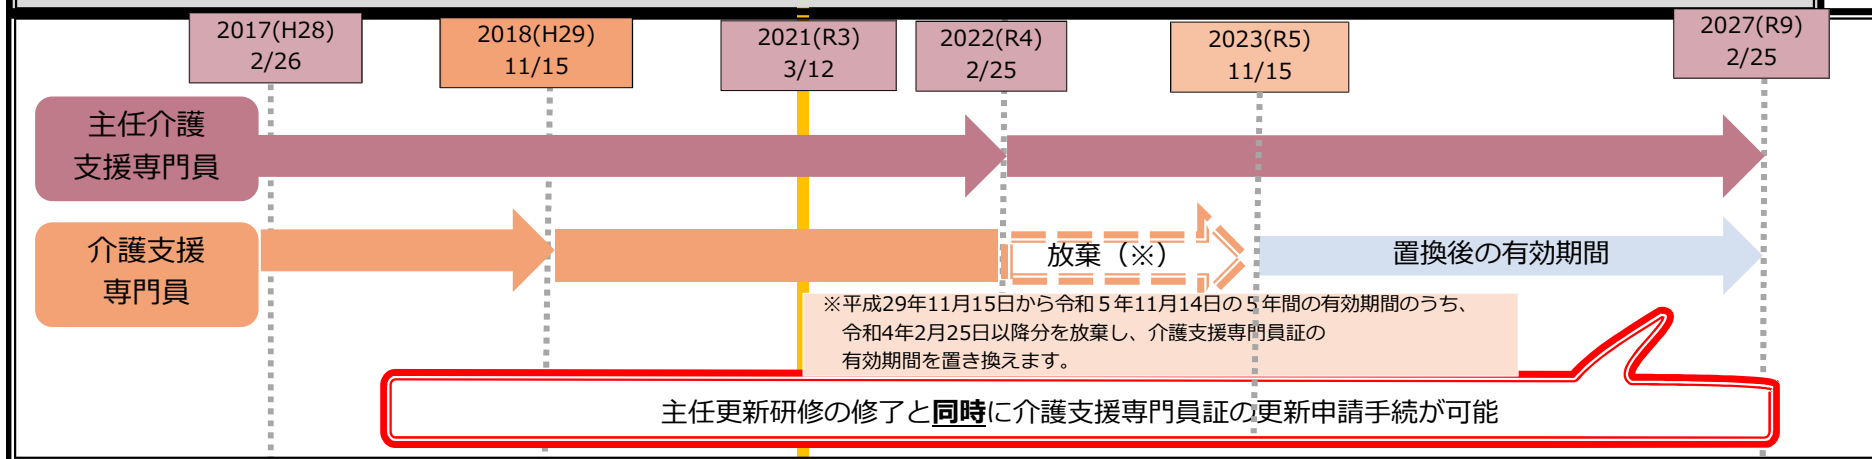 2017(H28)
2/26
2018(H29)
11/15
2021(R3)
3/12
2022(R4)
2/25
2023(R5)
11/15
2027(R9)
2/25
主任介護
支援専門員
介護支援
専門員
放棄（※）
置換後の有効期間
※平成29年11月15日から令和５年11月14日の５年間の有効期間のうち、
令和4年2月25日以降分を放棄し、介護支援専門員証の
有効期間を置き換えます。
主任更新研修の修了と同時に介護支援専門員証の更新申請手続が可能